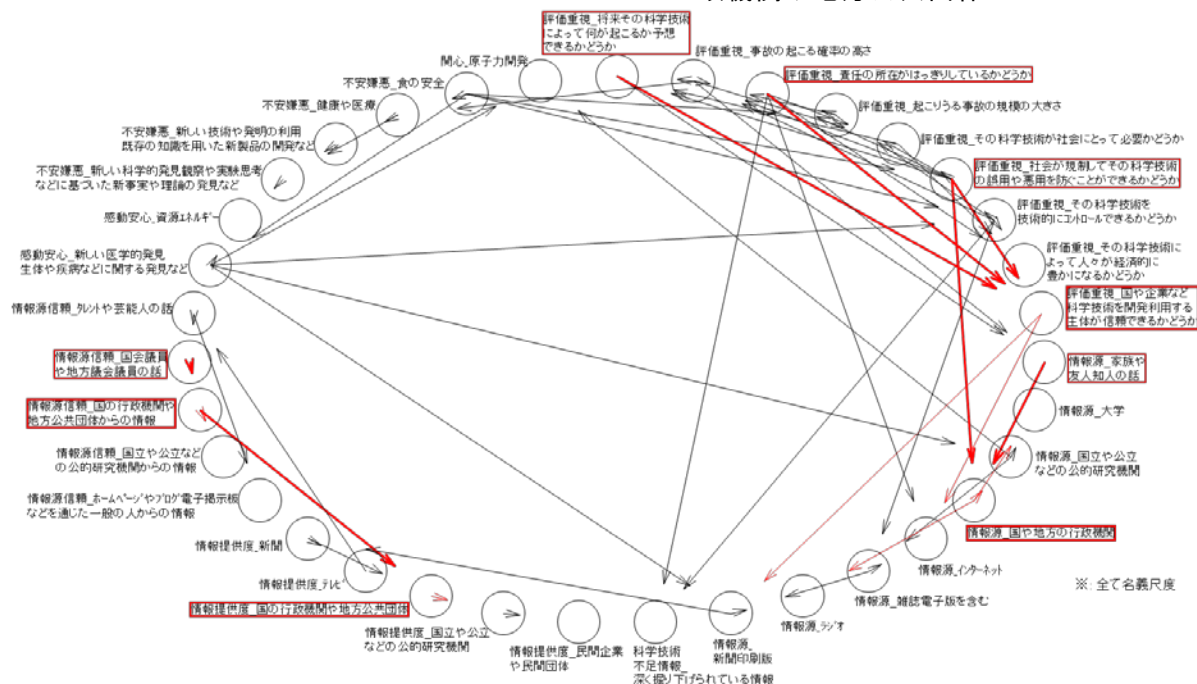 評価重視_将来その科学技術
によって何が起こるか予想
できるかどうか
関心_原子力開発
評価重視_事故の起こる確率の高さ
不安嫌悪_食の安全
評価重視_責任の所在がはっきりしているかどうか
不安嫌悪_健康や医療
評価重視_起こりうる事故の規模の大きさ
不安嫌悪_新しい技術や発明の利用
既存の知識を用いた新製品の開発など
評価重視_その科学技術が社会にとって必要かどうか
不安嫌悪_新しい科学的発見観察や実験思考
などに基づいた新事実や理論の発見など
評価重視_社会が規制してその科学技術
の誤用や悪用を防ぐことができるかどうか
感動安心_資源エネルギー
評価重視_その科学技術を
技術的にコントロールできるかどうか
感動安心_新しい医学的発見
生体や疾病などに関する発見など
評価重視_その科学技術に
よって人々が経済的に
豊かになるかどうか
情報源信頼_タレントや芸能人の話
評価重視_国や企業など
科学技術を開発利用する
主体が信頼できるかどうか
情報源信頼_国会議員
や地方議会議員の話
情報源_家族や
友人知人の話
情報源信頼_国の行政機関や
地方公共団体からの情報
情報源_大学
情報源信頼_国立や公立など
の公的研究機関からの情報
情報源_国立や公立
などの公的研究機関
情報源信頼_ホームページやブログ電子掲示板
などを通じた一般の人からの情報
情報源_国や地方の行政機関
情報提供度_新聞
情報源_インターネット
情報提供度_テレビ
※: 全て名義尺度
情報源_雑誌電子版を含む
情報提供度_国の行政機関や地方公共団体
情報源_ラジオ
情報提供度_国立や公立
などの公的研究機関
情報提供度_民間企業
や民間団体
科学技術
不足情報_
深く掘り下げられている情報
情報源_
新聞印刷版